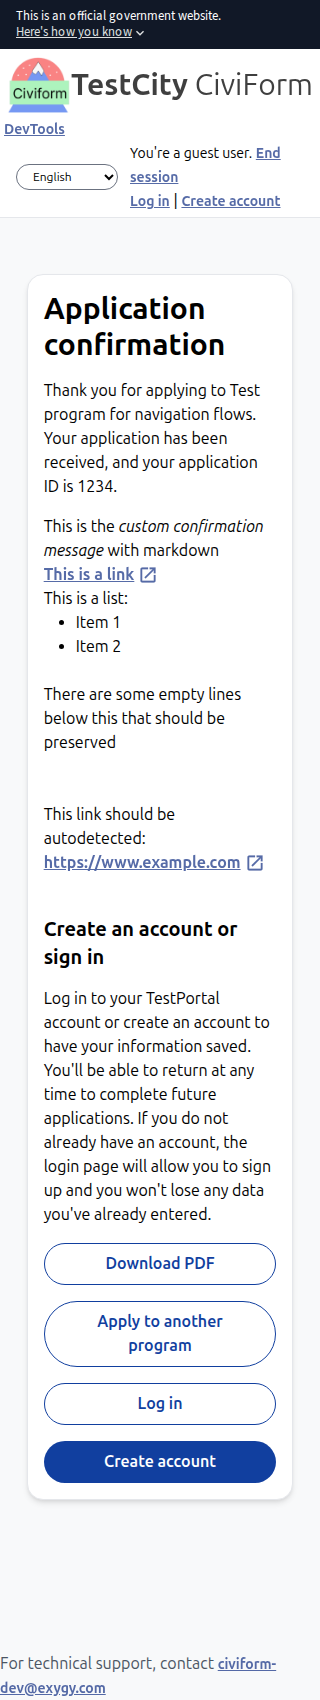 This is an official government website.
Here's how you know
Civiform
TestCity CiviForm
DevTools
English
You're a guest user. End
session
Log in | Create account
Application
confirmation
Thank you for applying to Test
program for navigation flows.
Your application has been
received, and your application
ID is 1234.
This is the custom confirmation
message with markdown
This is a link
This is a list:
• Item 1
• Item 2
There are some empty lines
below this that should be
preserved
This link should be
autodetected:
https://www.example.com
Create an account or
sign in
Log in to your TestPortal
account or create an account to
have your information saved.
You'll be able to return at any
time to complete future
applications. If you do not
already have an account, the
login page will allow you to sign
up and you won't lose any data
you've already entered.
Download PDF
Apply to another
program
Log in
Create account
For technical support, contact civiform-
dev@exygy.com